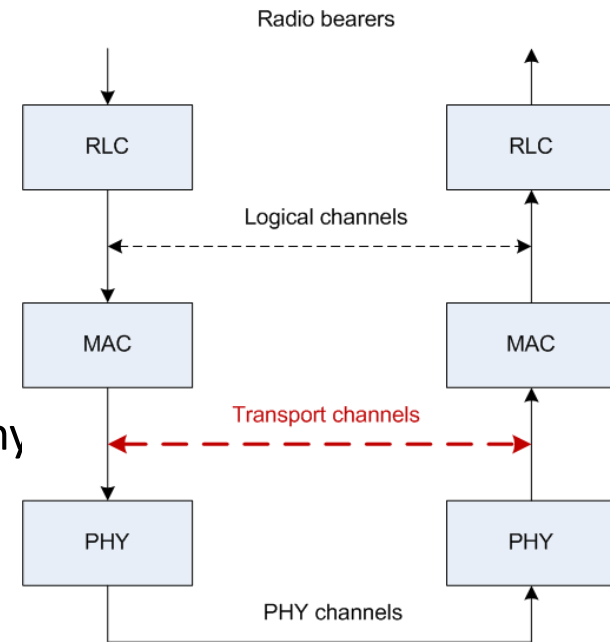 Radio bearers
RLC RLC
Logical channels
MAC MAC
Transport channels
PHY PHY
PHY channels